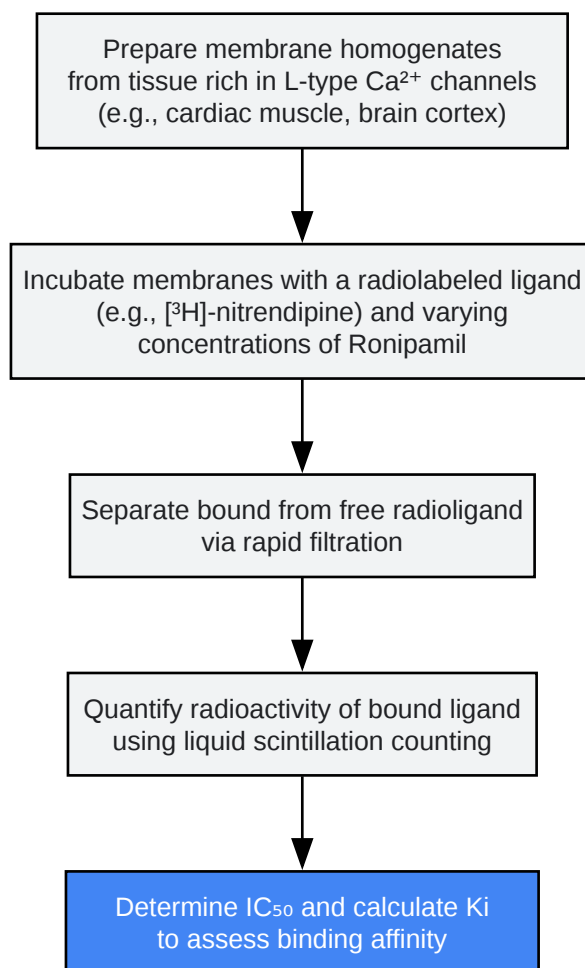 Prepare membrane homogenates
from tissue rich in L-type Ca²⁺ channels
(e.g., cardiac muscle, brain cortex)
Incubate membranes with a radiolabeled ligand
(e.g., [³H]-nitrendipine) and varying
concentrations of Ronipamil
Separate bound from free radioligand
via rapid filtration
Quantify radioactivity of bound ligand
using liquid scintillation counting
Determine IC₅₀ and calculate Ki
to assess binding affinity